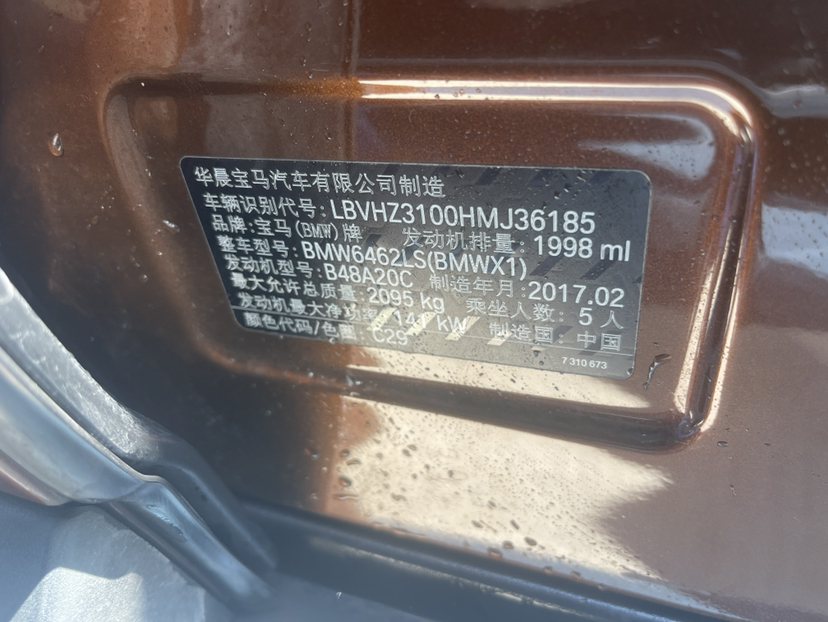 华晨宝马汽车有限公司制造
车辆识别代号: LBVHZ3100HMJ36185
品牌: 宝马(BMW)牌 发动机排量: 1998 ml
整车型号: BMW6462LS(BMWX1)
发动机型号: B48A20C 制造年月: 2017.02
最大允许总质量: 2095 kg 乘坐人数: 5 人
发动机最大净功率: 141 kW 制造国: 中国
颜色代码/色图: C29
7 310 673